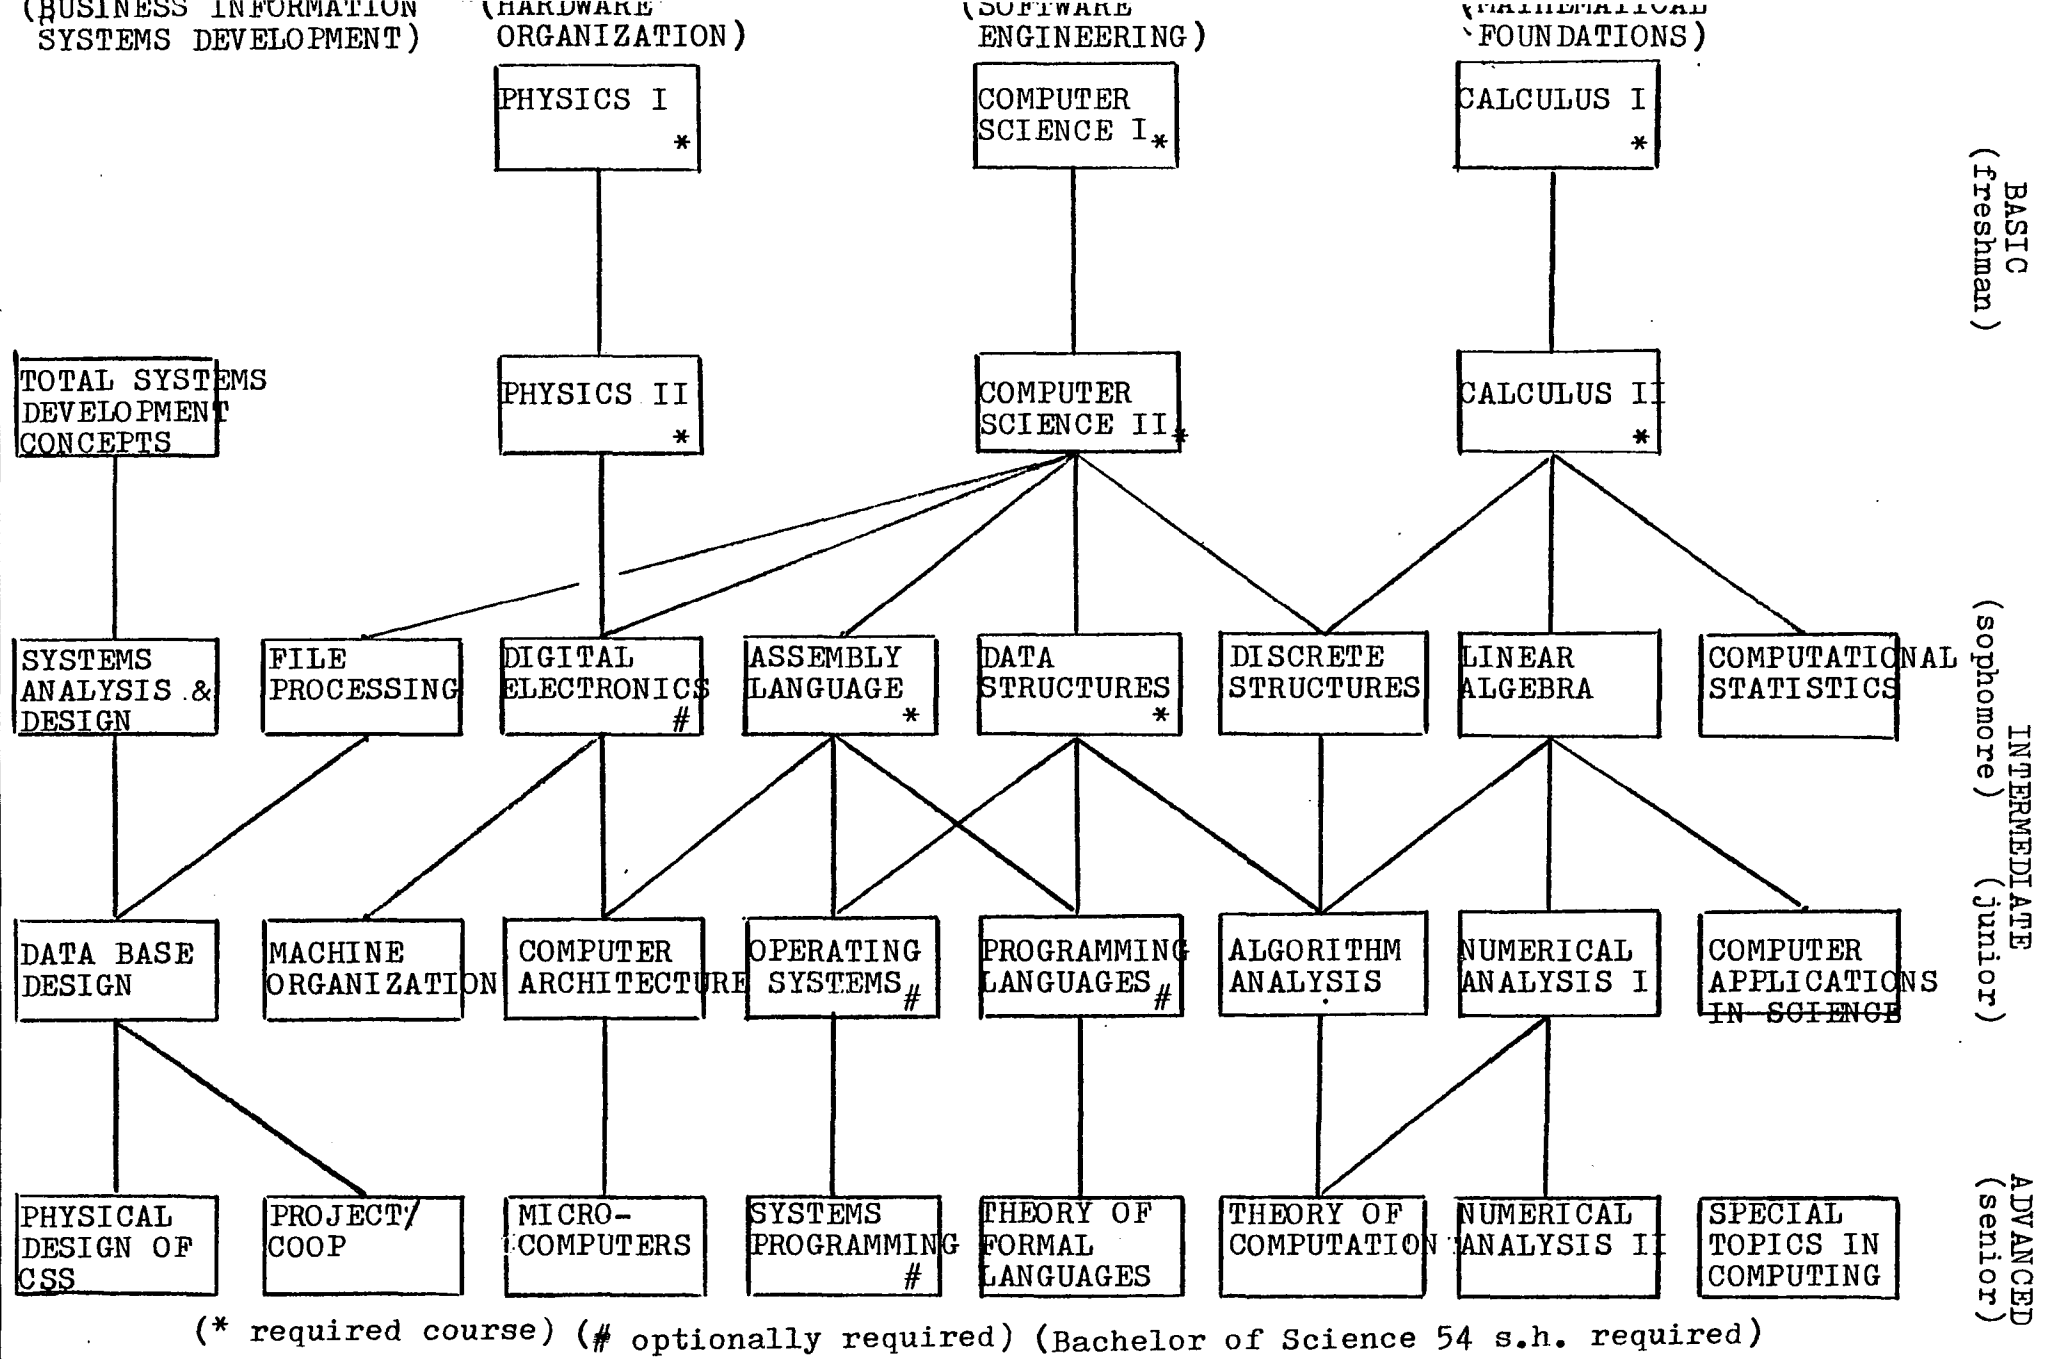 (BUSINESS INFORMATION
SYSTEMS DEVELOPMENT)
(HARDWARE
ORGANIZATION)
(SOFTWARE
ENGINEERING)
(MATHEMATICAL
FOUNDATIONS)
PHYSICS I
*
COMPUTER
SCIENCE I *
CALCULUS I
*
BASIC
(freshman)
TOTAL SYSTEMS
DEVELOPMENT
CONCEPTS
PHYSICS II
*
COMPUTER
SCIENCE II *
CALCULUS II
*
SYSTEMS
ANALYSIS &
DESIGN
FILE
PROCESSING
DIGITAL
ELECTRONICS
#
ASSEMBLY
LANGUAGE
*
DATA
STRUCTURES
*
DISCRETE
STRUCTURES
LINEAR
ALGEBRA
COMPUTATIONAL
STATISTICS
(sophomore)
INTERMEDIATE
(junior)
DATA BASE
DESIGN
MACHINE
ORGANIZATION
COMPUTER
ARCHITECTURE
OPERATING
SYSTEMS #
PROGRAMMING
LANGUAGES #
ALGORITHM
ANALYSIS
NUMERICAL
ANALYSIS I
COMPUTER
APPLICATIONS
IN SCIENCE
PHYSICAL
DESIGN OF
CSS
PROJECT/
COOP
MICRO-
COMPUTERS
SYSTEMS
PROGRAMMING
#
THEORY OF
FORMAL
LANGUAGES
THEORY OF
COMPUTATION
NUMERICAL
ANALYSIS II
SPECIAL
TOPICS IN
COMPUTING
ADVANCED
(senior)
(* required course) (# optionally required) (Bachelor of Science 54 s.h. required)